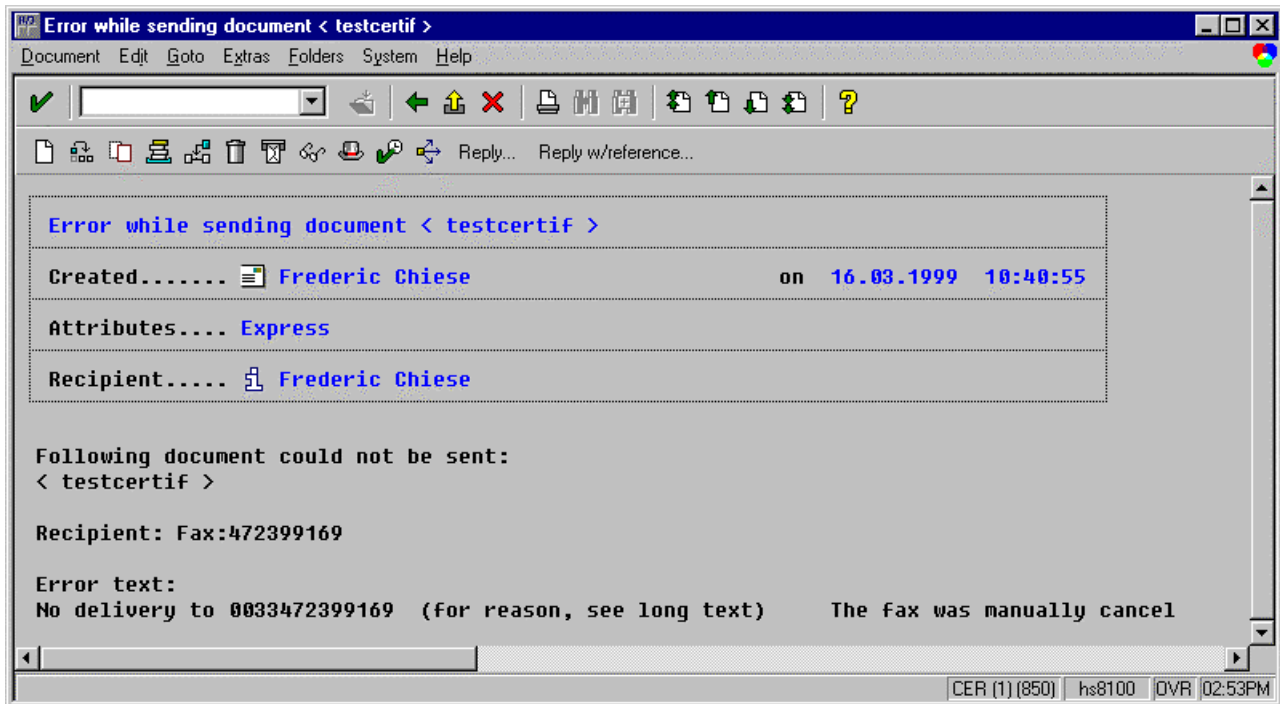 Error while sending document < testcertif >
Document Edit Goto Extras Folders System Help
Reply... Reply w/reference...
Error while sending document < testcertif >
Created....... Frederic Chiese on 16.03.1999 10:40:55
Attributes.... Express
Recipient..... Frederic Chiese
Following document could not be sent:
< testcertif >
Recipient: Fax:472399169
Error text:
No delivery to 0033472399169 (for reason, see long text) The fax was manually cancel
CER (1) (850) hs8100 OVR 02:53PM